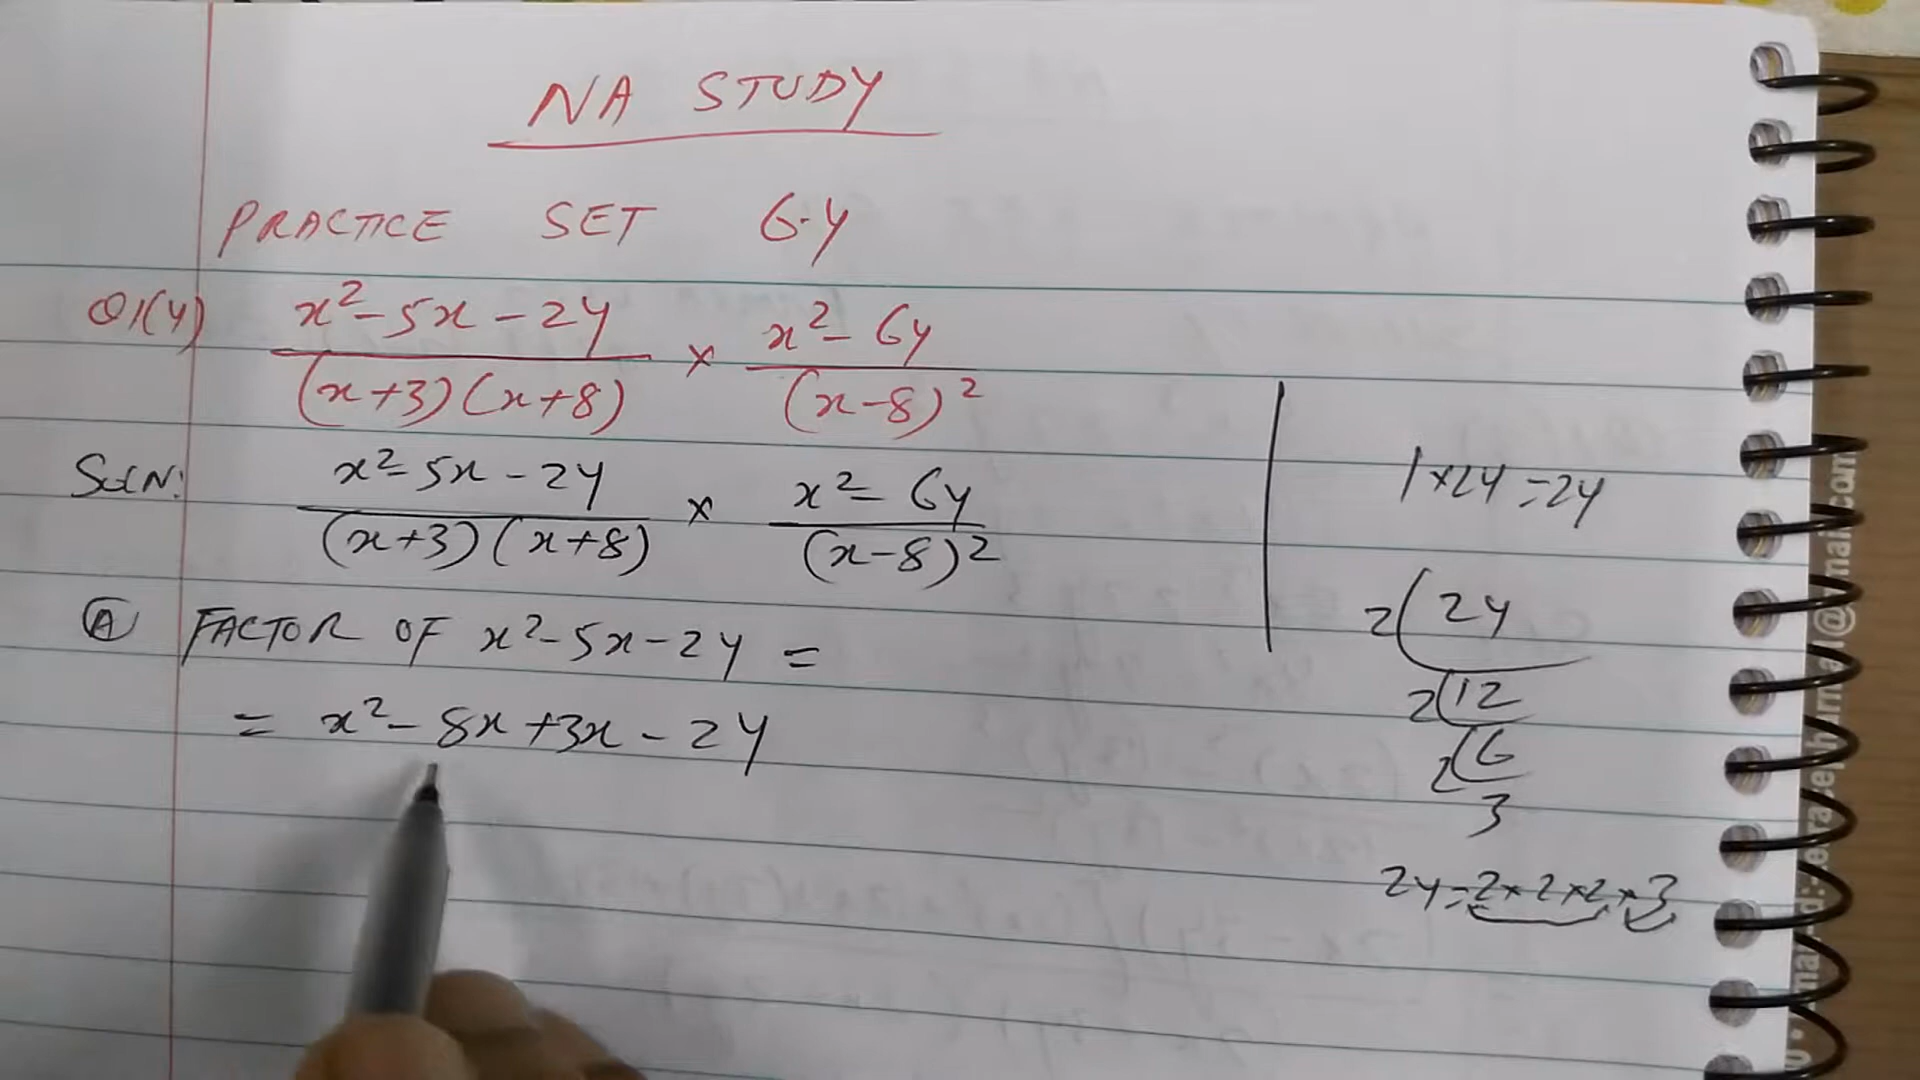 NA STUDY
PRACTICE SET 6.4
Q1(4) x²-5x-24 / (x+3)(x+8) × x²-64 / (x-8)²
SOLN: x²-5x-24 / (x+3)(x+8) × x²-64 / (x-8)²
Ⓐ FACTOR OF x²-5x-24 =
= x²-8x+3x-24
1×24=24
2 24
2 12
2 6
3
24=2×2×2×3